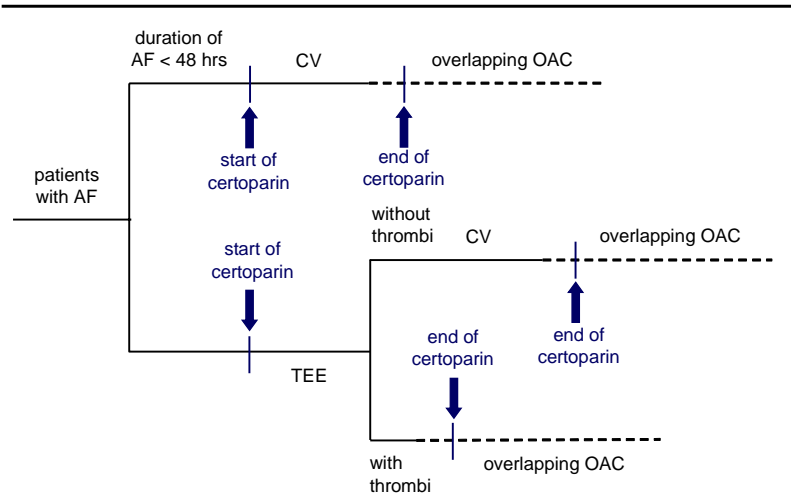 duration of
AF < 48 hrs
CV
overlapping OAC
start of
certoparin
end of
certoparin
patients
with AF
without
thrombi
CV
overlapping OAC
start of
certoparin
end of
certoparin
end of
certoparin
TEE
with
thrombi
overlapping OAC